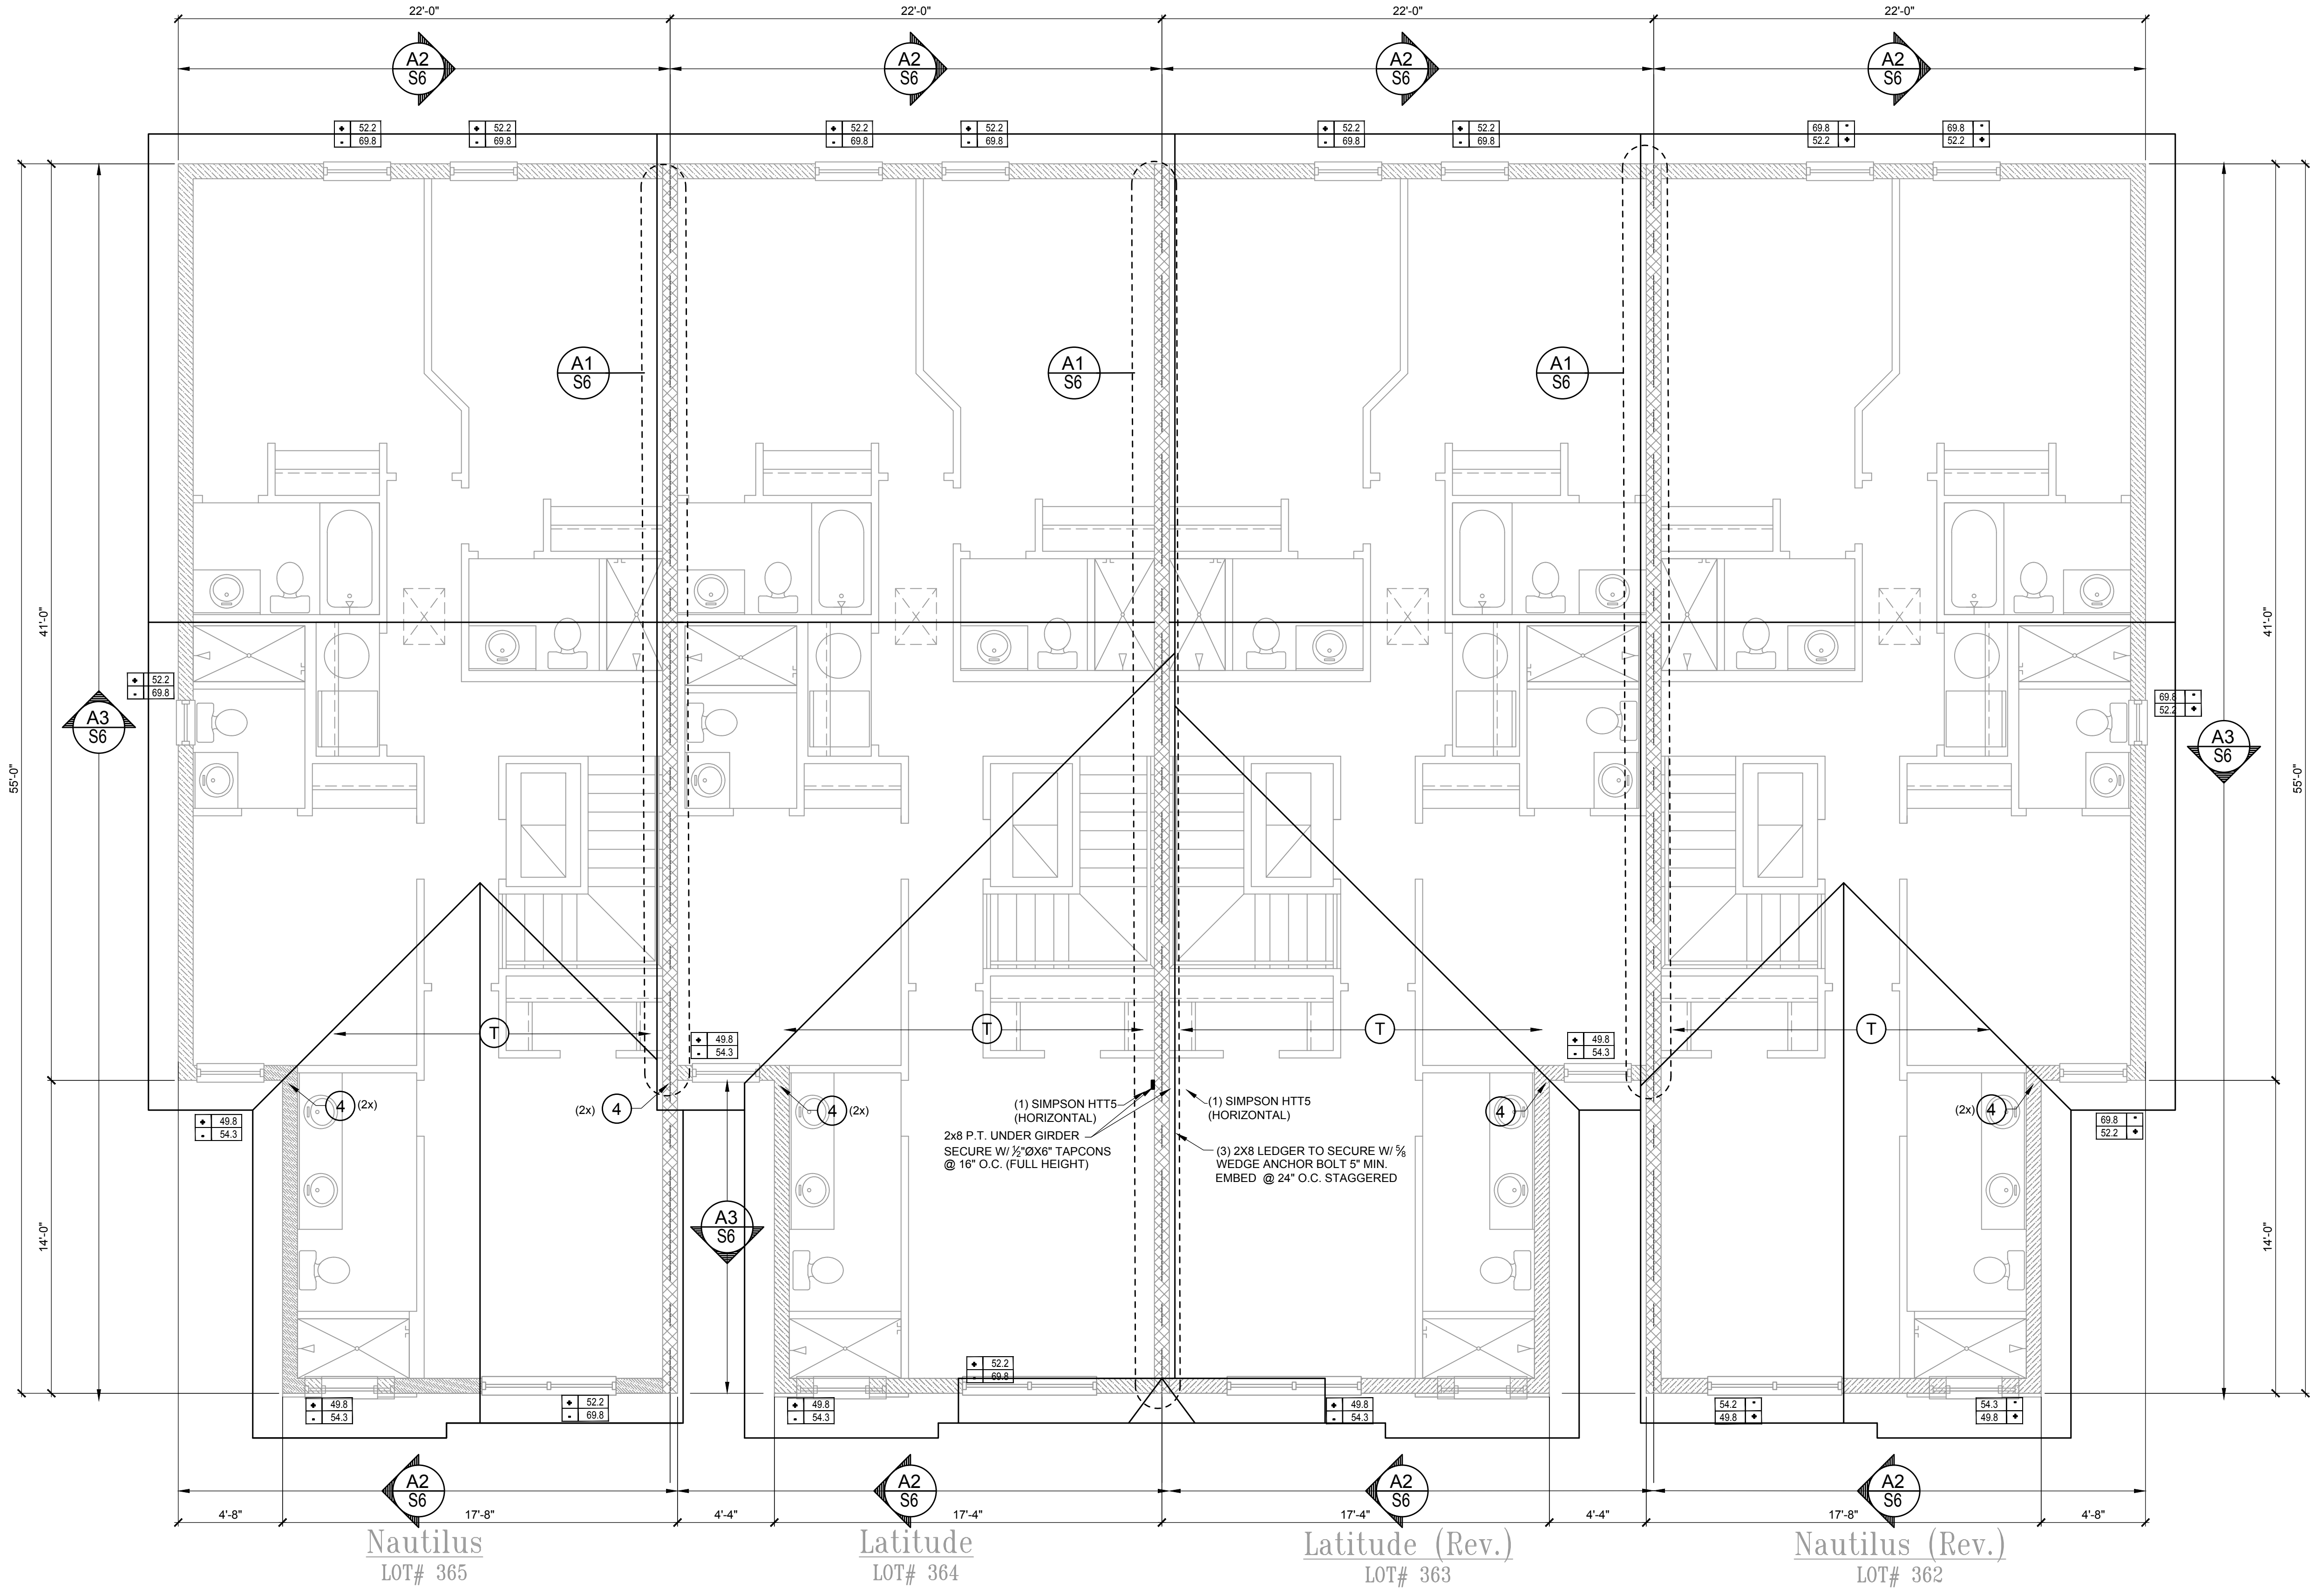 22'-0" 22'-0" 22'-0" 22'-0"
A2 A2 A2 A2
S6 S6 S6 S6
+ 52.2 + 52.2 + 52.2 + 52.2 + 52.2 + 52.2 69.8 - 69.8 -
- 69.8 - 69.8 - 69.8 - 69.8 - 69.8 - 69.8 52.2 + 52.2 +
A1 A1 A1
S6 S6 S6
41'-0" 41'-0"
+ 52.2
- 69.8
69.8 -
52.2 +
A3 A3
S6 S6
55'-0" 55'-0"
T T T T
+ 49.8 + 49.8
- 54.3 - 54.3
4 (2x)
(2x) 4
4 (2x)
(1) SIMPSON HTT5
(HORIZONTAL)
2x8 P.T. UNDER GIRDER
SECURE W/ ½"ØX6" TAPCONS
@ 16" O.C. (FULL HEIGHT)
(1) SIMPSON HTT5
(HORIZONTAL)
(3) 2X8 LEDGER TO SECURE W/ ⅝
WEDGE ANCHOR BOLT 5" MIN.
EMBED @ 24" O.C. STAGGERED
4
(2x) 4
+ 49.8
- 54.3
69.8 -
52.2 +
14'-0" 14'-0"
A3
S6
+ 52.2
- 69.8
+ 49.8 + 52.2 + 49.8 + 49.8 54.2 - 54.3 -
- 54.3 - 69.8 - 54.3 - 54.3 49.8 + 49.8 +
A2 A2 A2 A2
S6 S6 S6 S6
4'-8" 17'-8" 4'-4" 17'-4" 17'-4" 4'-4" 17'-8" 4'-8"
Nautilus Latitude Latitude (Rev.) Nautilus (Rev.)
LOT# 365 LOT# 364 LOT# 363 LOT# 362